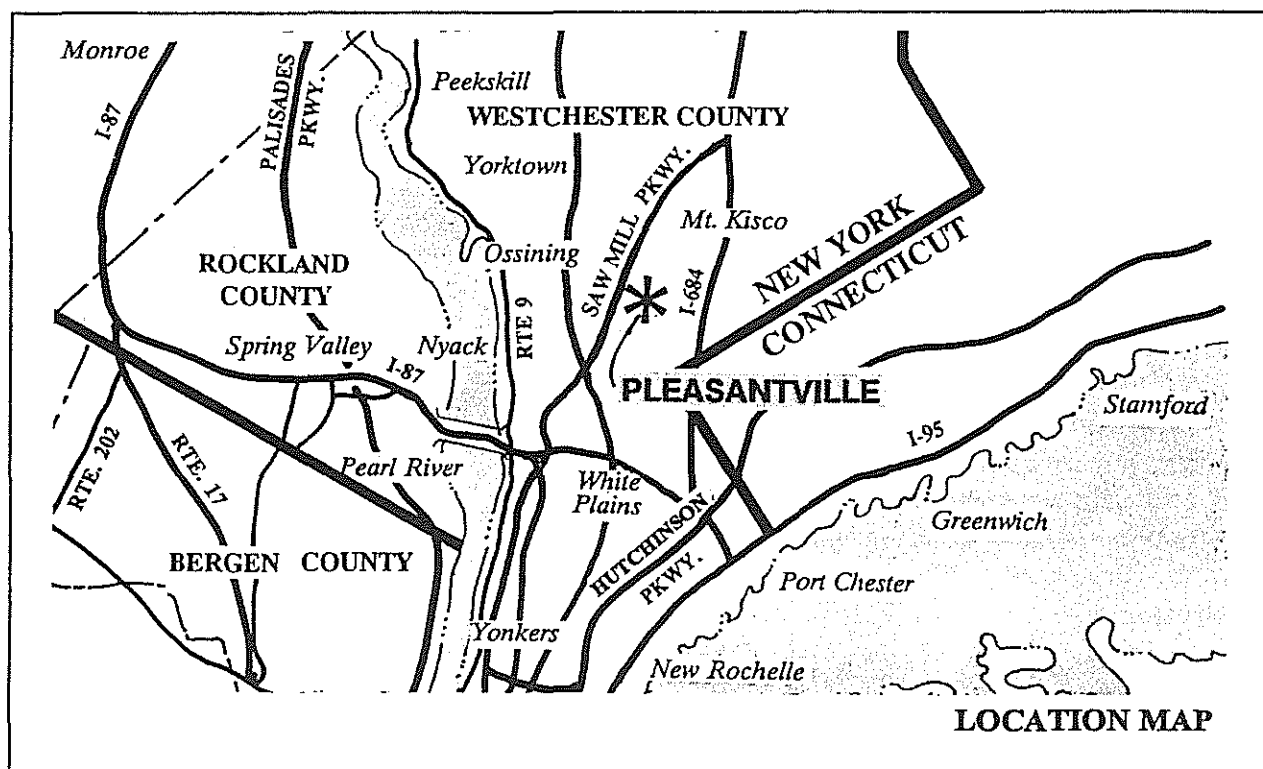 Monroe
I-87
PALISADES
PKWY.
Peekskill
WESTCHESTER COUNTY
Yorktown
SAW MILL PKWY.
Mt. Kisco
NEW YORK
CONNECTICUT
ROCKLAND
COUNTY
Ossining
RTE 9
I-684
Spring Valley
Nyack
I-87
PLEASANTVILLE
Stamford
I-95
RTE. 202
RTE. 17
Pearl River
White
Plains
Greenwich
HUTCHINSON
PKWY.
BERGEN COUNTY
Port Chester
Yonkers
New Rochelle
LOCATION MAP